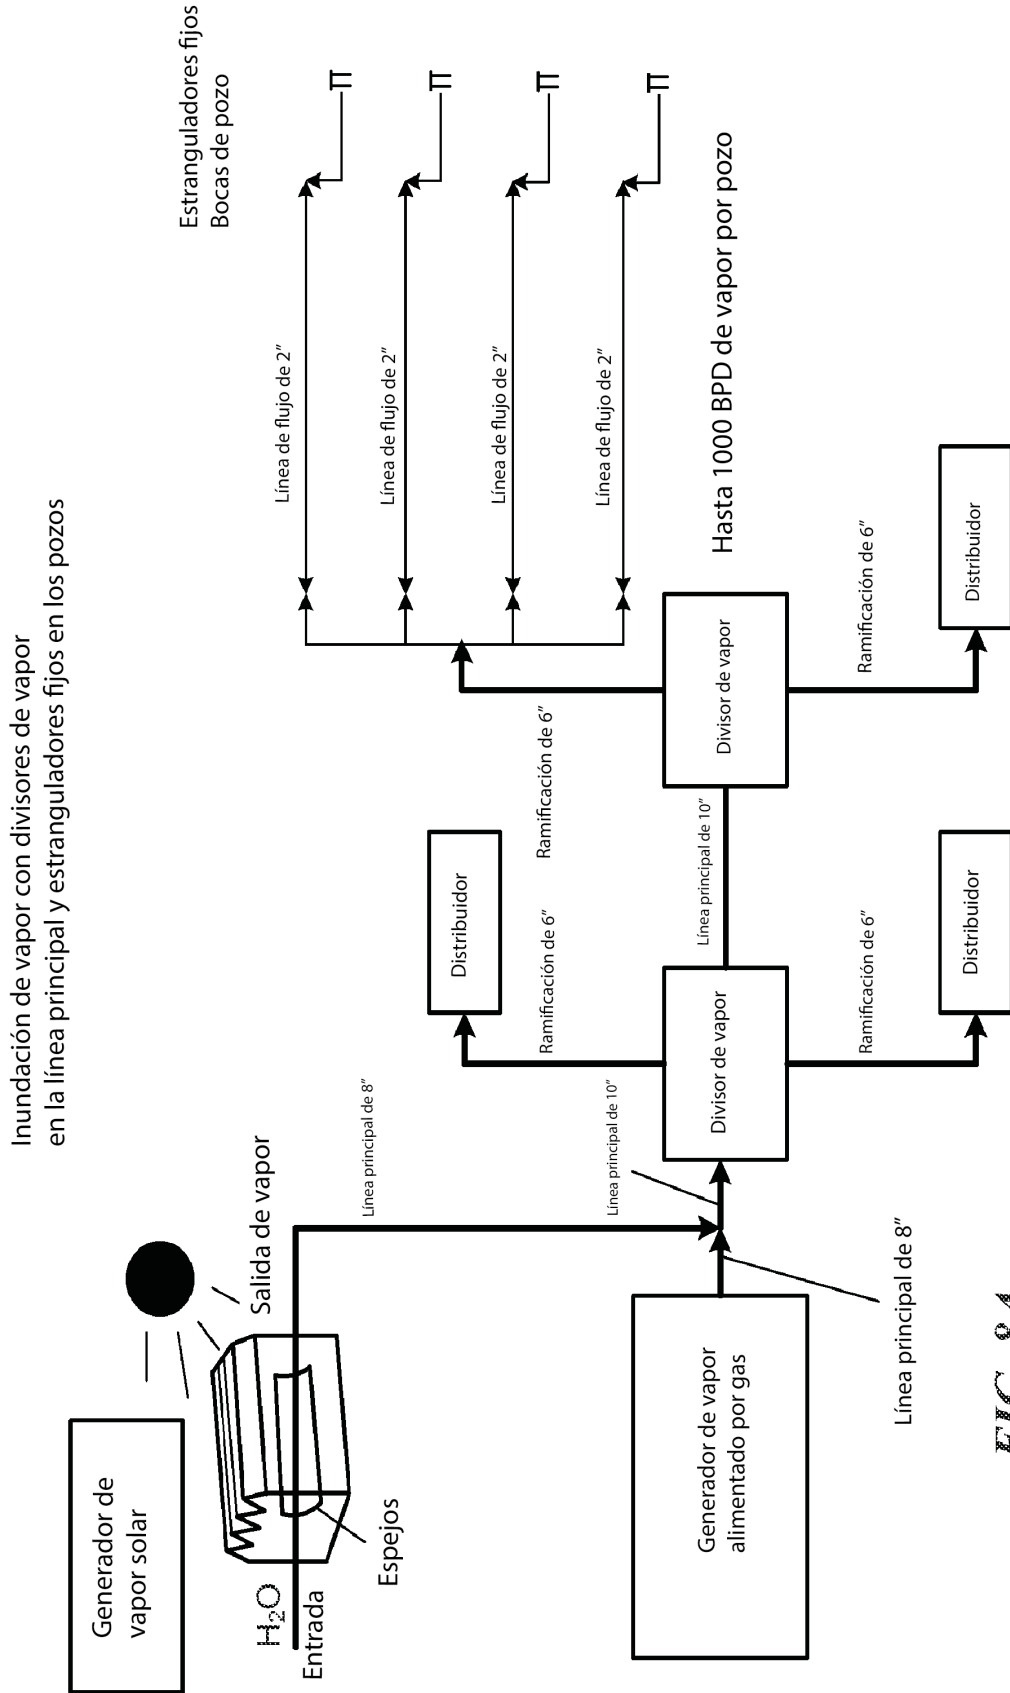 Inundación de vapor con divisores de vapor
en la línea principal y estranguladores fijos en los pozos
Generador de
vapor solar
H₂O
Entrada
Espejos
Salida de vapor
Línea principal de 8"
Línea principal de 10"
Generador de vapor
alimentado por gas
Línea principal de 8"
Divisor de vapor
Ramificación de 6"
Distribuidor
Ramificación de 6"
Distribuidor
Línea principal de 10"
Divisor de vapor
Ramificación de 6"
Ramificación de 6"
Distribuidor
Hasta 1000 BPD de vapor por pozo
Línea de flujo de 2"
Línea de flujo de 2"
Línea de flujo de 2"
Línea de flujo de 2"
Estranguladores fijos
Bocas de pozo
FIG. 8A